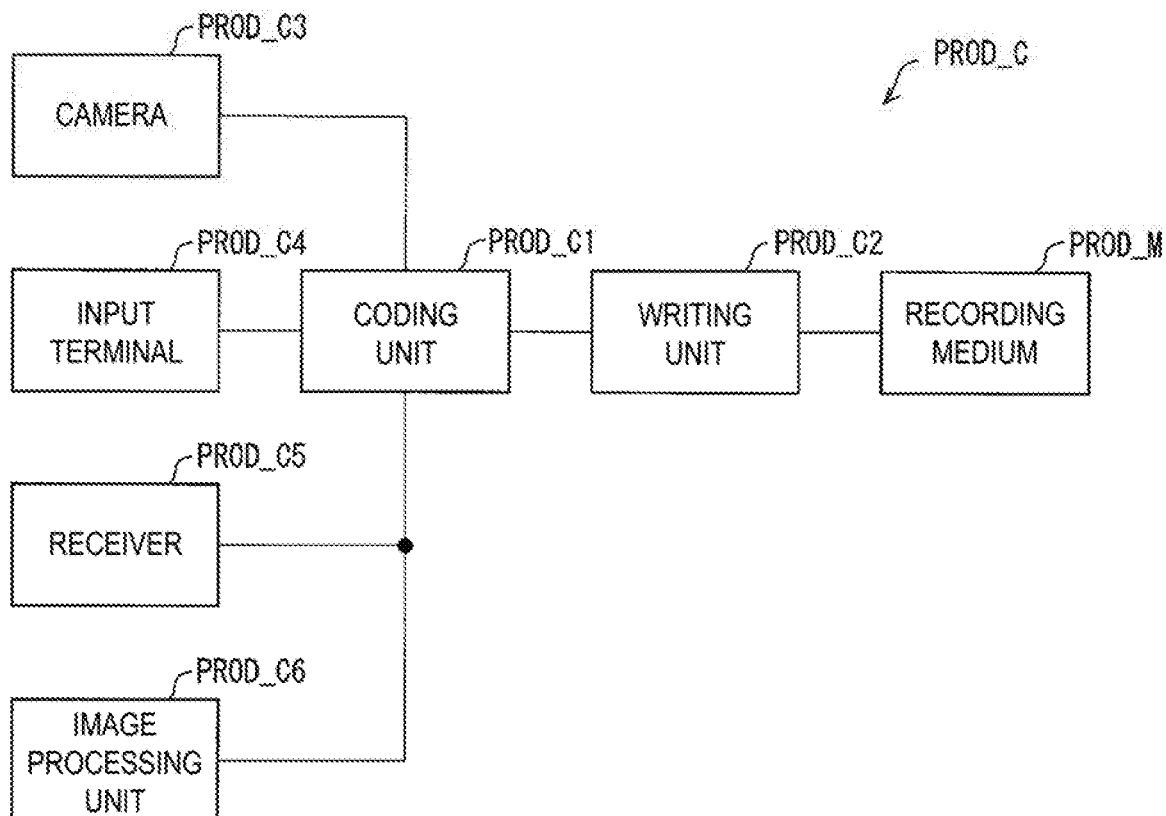 PROD_C3
PROD_C
CAMERA
PROD_C4
PROD_C1
PROD_C2
PROD_M
INPUT
TERMINAL
CODING
UNIT
WRITING
UNIT
RECORDING
MEDIUM
PROD_C5
RECEIVER
PROD_C6
IMAGE
PROCESSING
UNIT